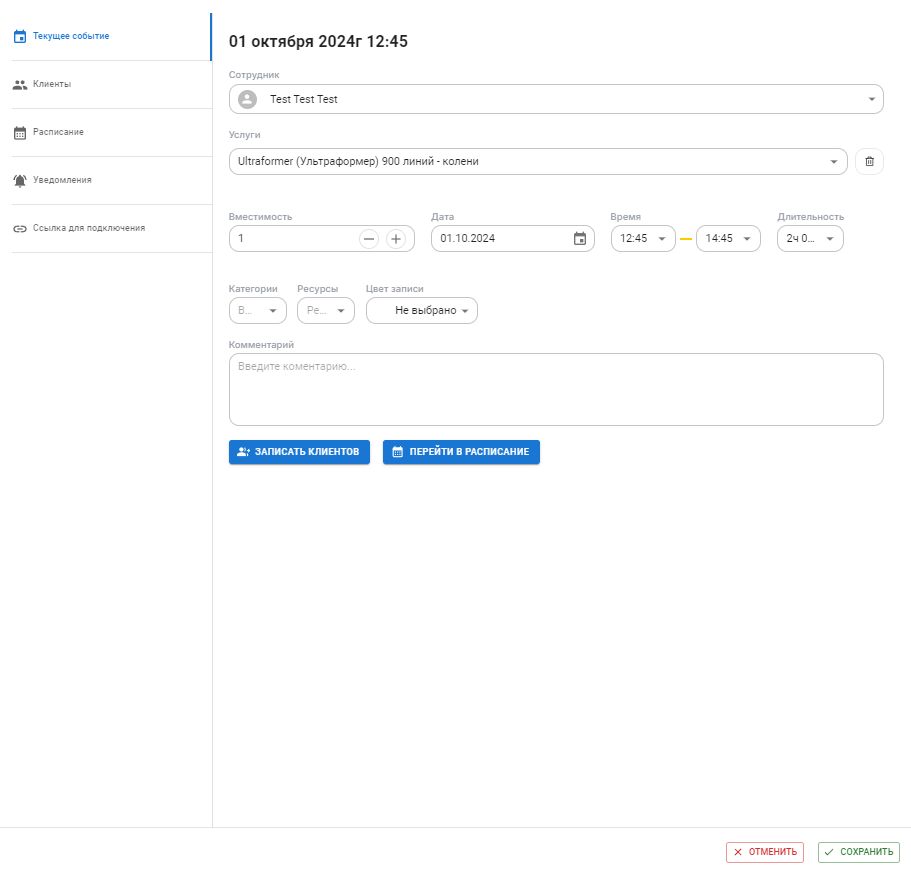 Текущее событие
Клиенты
Расписание
Уведомления
Ссылка для подключения
01 октября 2024г 12:45
Сотрудник
Test Test Test
Услуги
Ultraformer (Ультраформер) 900 линий - колени
Вместимость Дата Время Длительность
1 01.10.2024 12:45 14:45 2ч 0...
Категории Ресурсы Цвет записи
В... Ре... Не выбрано
Комментарий
Введите коментарию...
ЗАПИСАТЬ КЛИЕНТОВ ПЕРЕЙТИ В РАСПИСАНИЕ
ОТМЕНИТЬ СОХРАНИТЬ